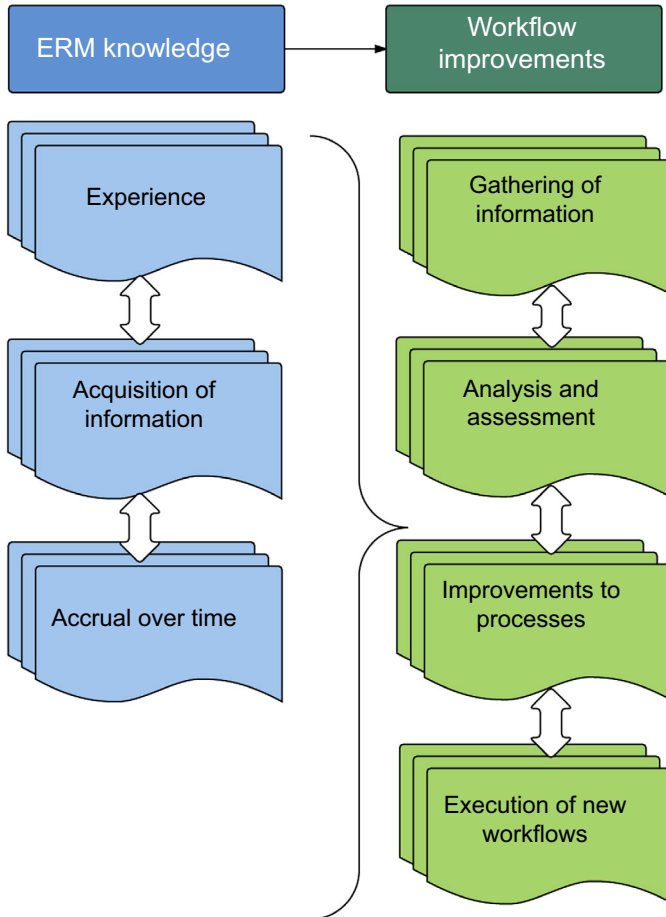 ERM knowledge
Workflow
improvements
Experience
Acquisition of
information
Accrual over time
Gathering of
information
Analysis and
assessment
Improvements to
processes
Execution of new
workflows